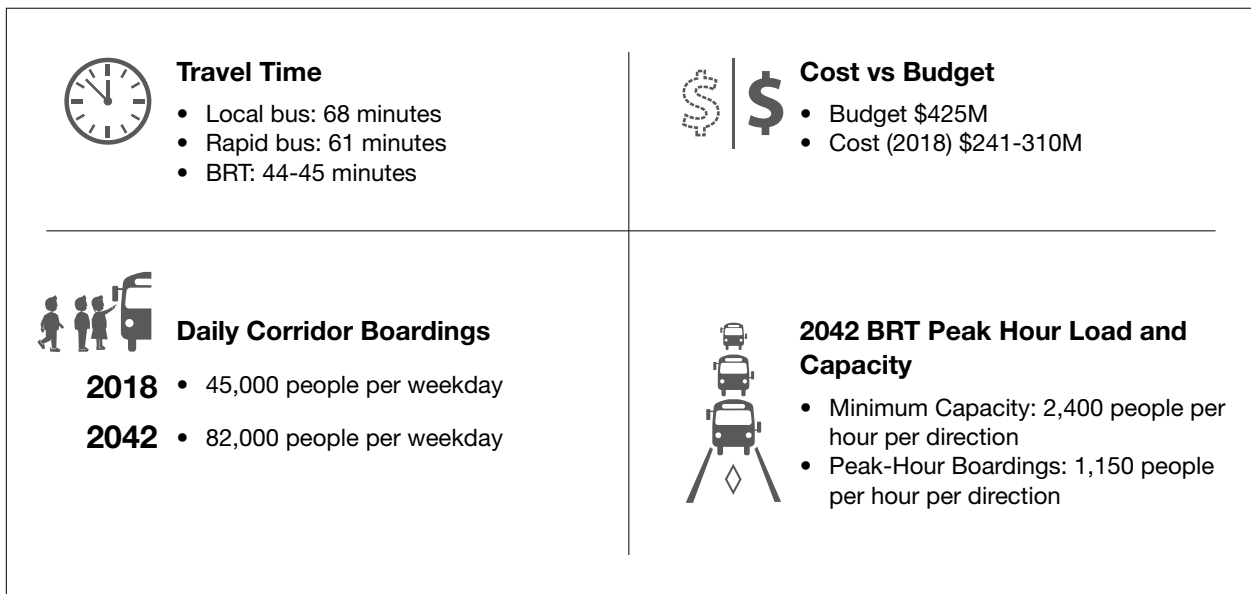 Travel Time
• Local bus: 68 minutes
• Rapid bus: 61 minutes
• BRT: 44-45 minutes
Cost vs Budget
• Budget $425M
• Cost (2018) $241-310M
Daily Corridor Boardings
2018 • 45,000 people per weekday
2042 • 82,000 people per weekday
2042 BRT Peak Hour Load and
Capacity
• Minimum Capacity: 2,400 people per
hour per direction
• Peak-Hour Boardings: 1,150 people
per hour per direction